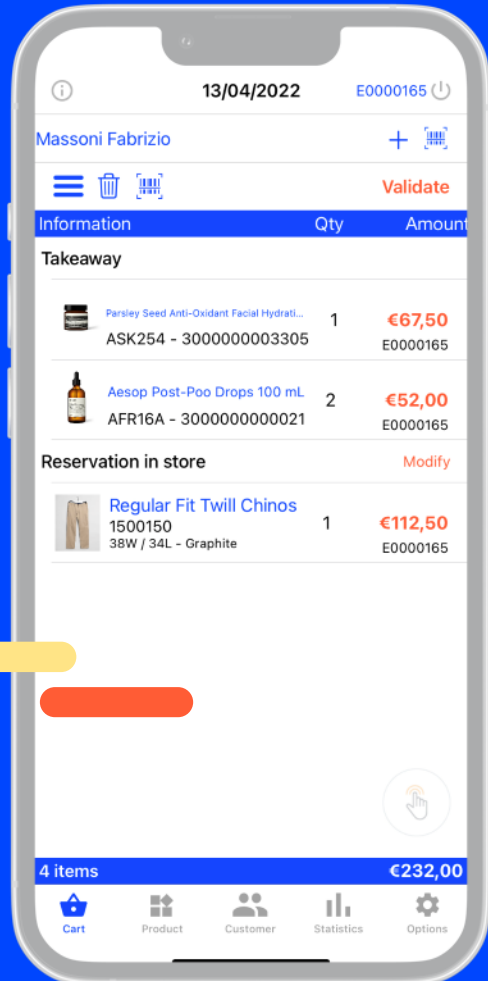 13/04/2022 E0000165
Massoni Fabrizio
Validate
Information Qty Amount
Takeaway
Parsley Seed Anti-Oxidant Facial Hydrati... 1 €67,50
ASK254 - 3000000003305 E0000165
Aesop Post-Poo Drops 100 mL 2 €52,00
AFR16A - 3000000000021 E0000165
Reservation in store Modify
Regular Fit Twill Chinos
1500150 1 €112,50
38W / 34L - Graphite E0000165
4 items €232,00
Cart Product Customer Statistics Options